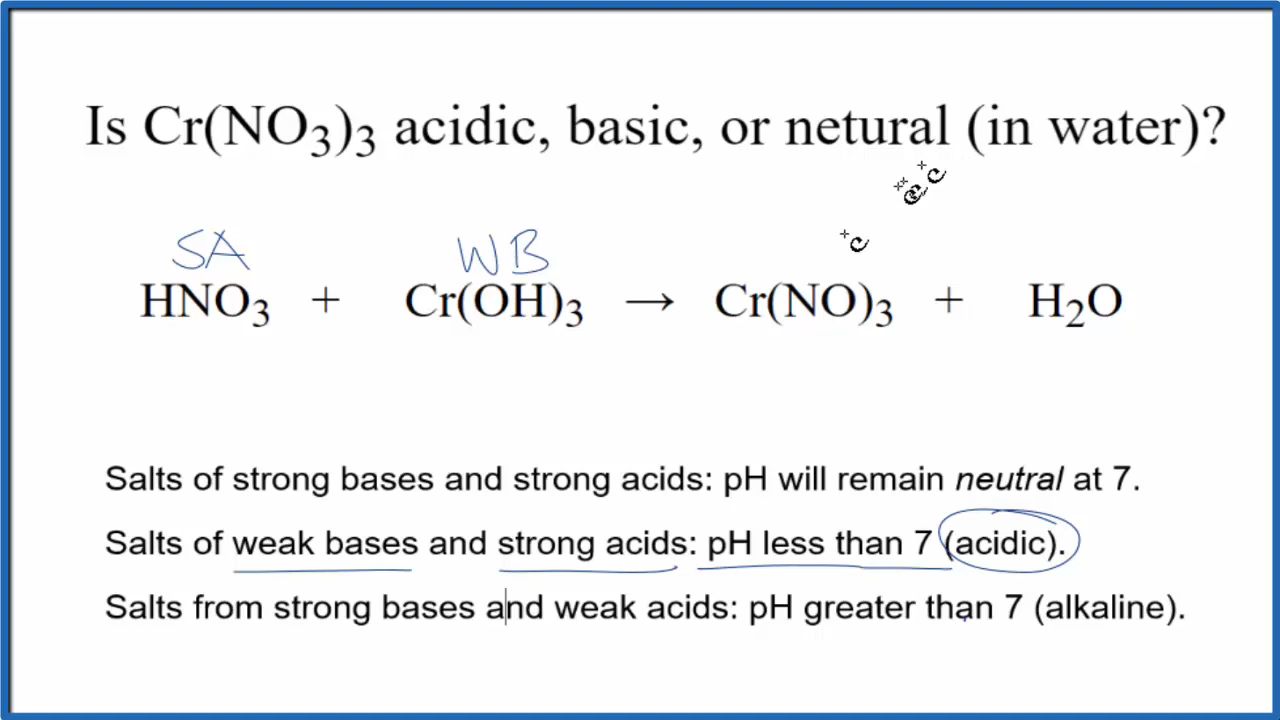 Is Cr(NO₃)₃ acidic, basic, or netural (in water)?
SA WB
HNO₃ + Cr(OH)₃ → Cr(NO)₃ + H₂O
Salts of strong bases and strong acids: pH will remain neutral at 7.
Salts of weak bases and strong acids: pH less than 7 (acidic).
Salts from strong bases and weak acids: pH greater than 7 (alkaline).